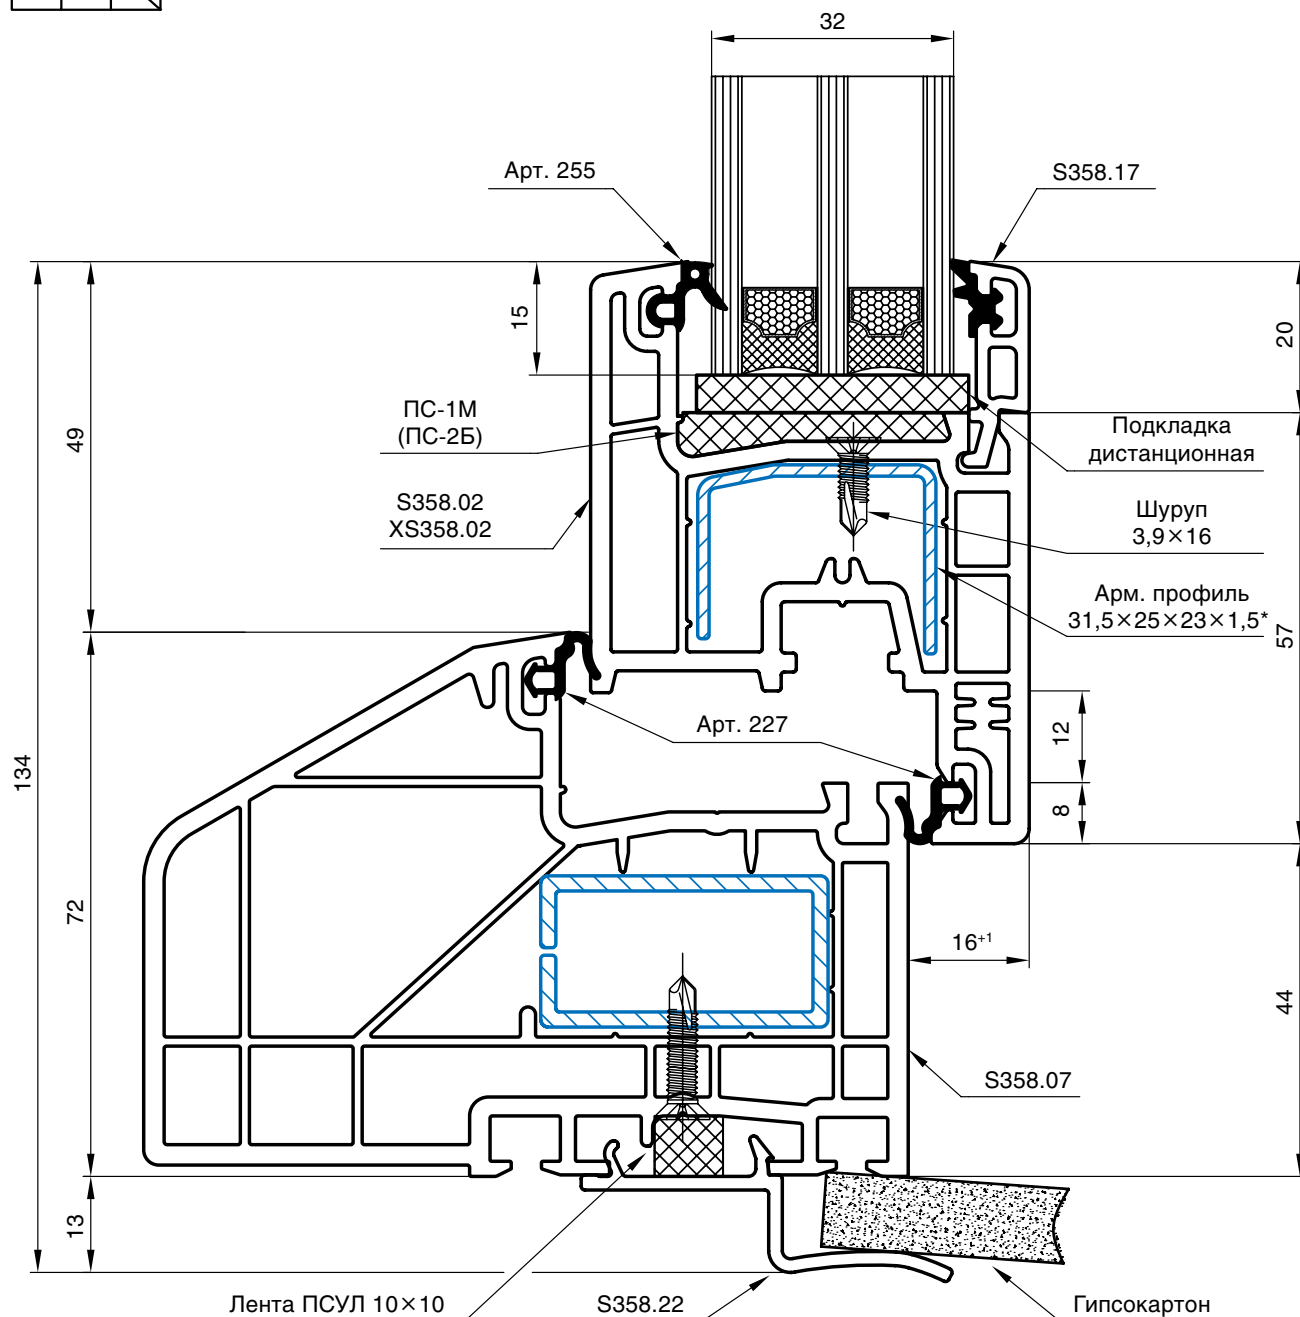 32
Арт. 255
S358.17
15
20
49
ПС-1М
(ПС-2Б)
Подкладка
дистанционная
S358.02
XS358.02
Шуруп
3,9×16
Арм. профиль
31,5×25×23×1,5*
57
Арт. 227
12
134
8
72
16+1
44
S358.07
13
Лента ПСУЛ 10×10
S358.22
Гипсокартон